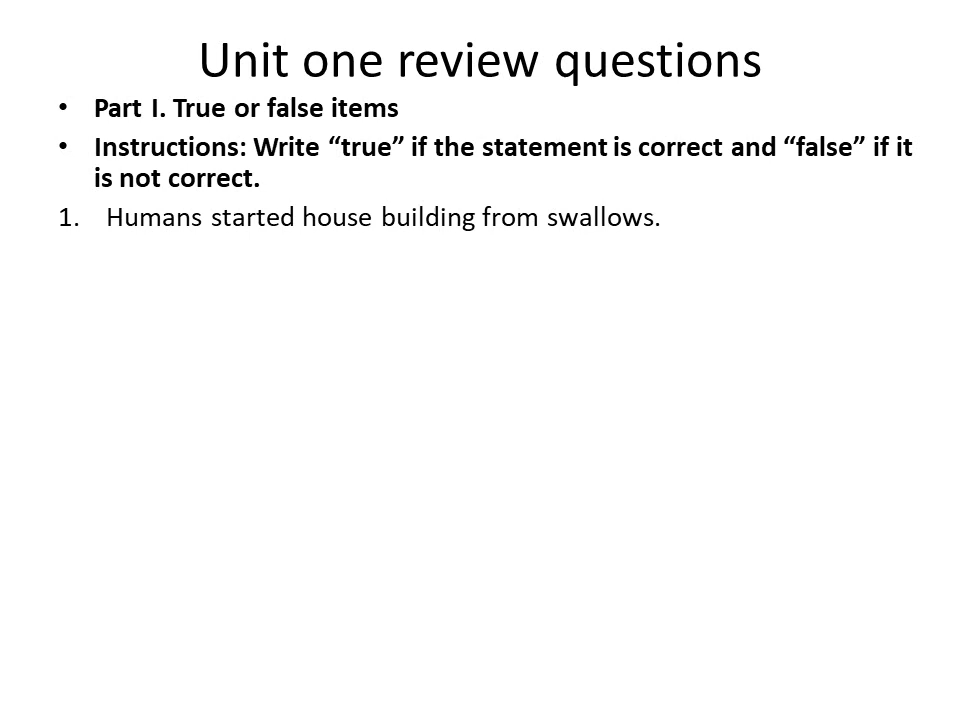 Unit one review questions
• Part I. True or false items
• Instructions: Write “true” if the statement is correct and “false” if it
is not correct.
1. Humans started house building from swallows.